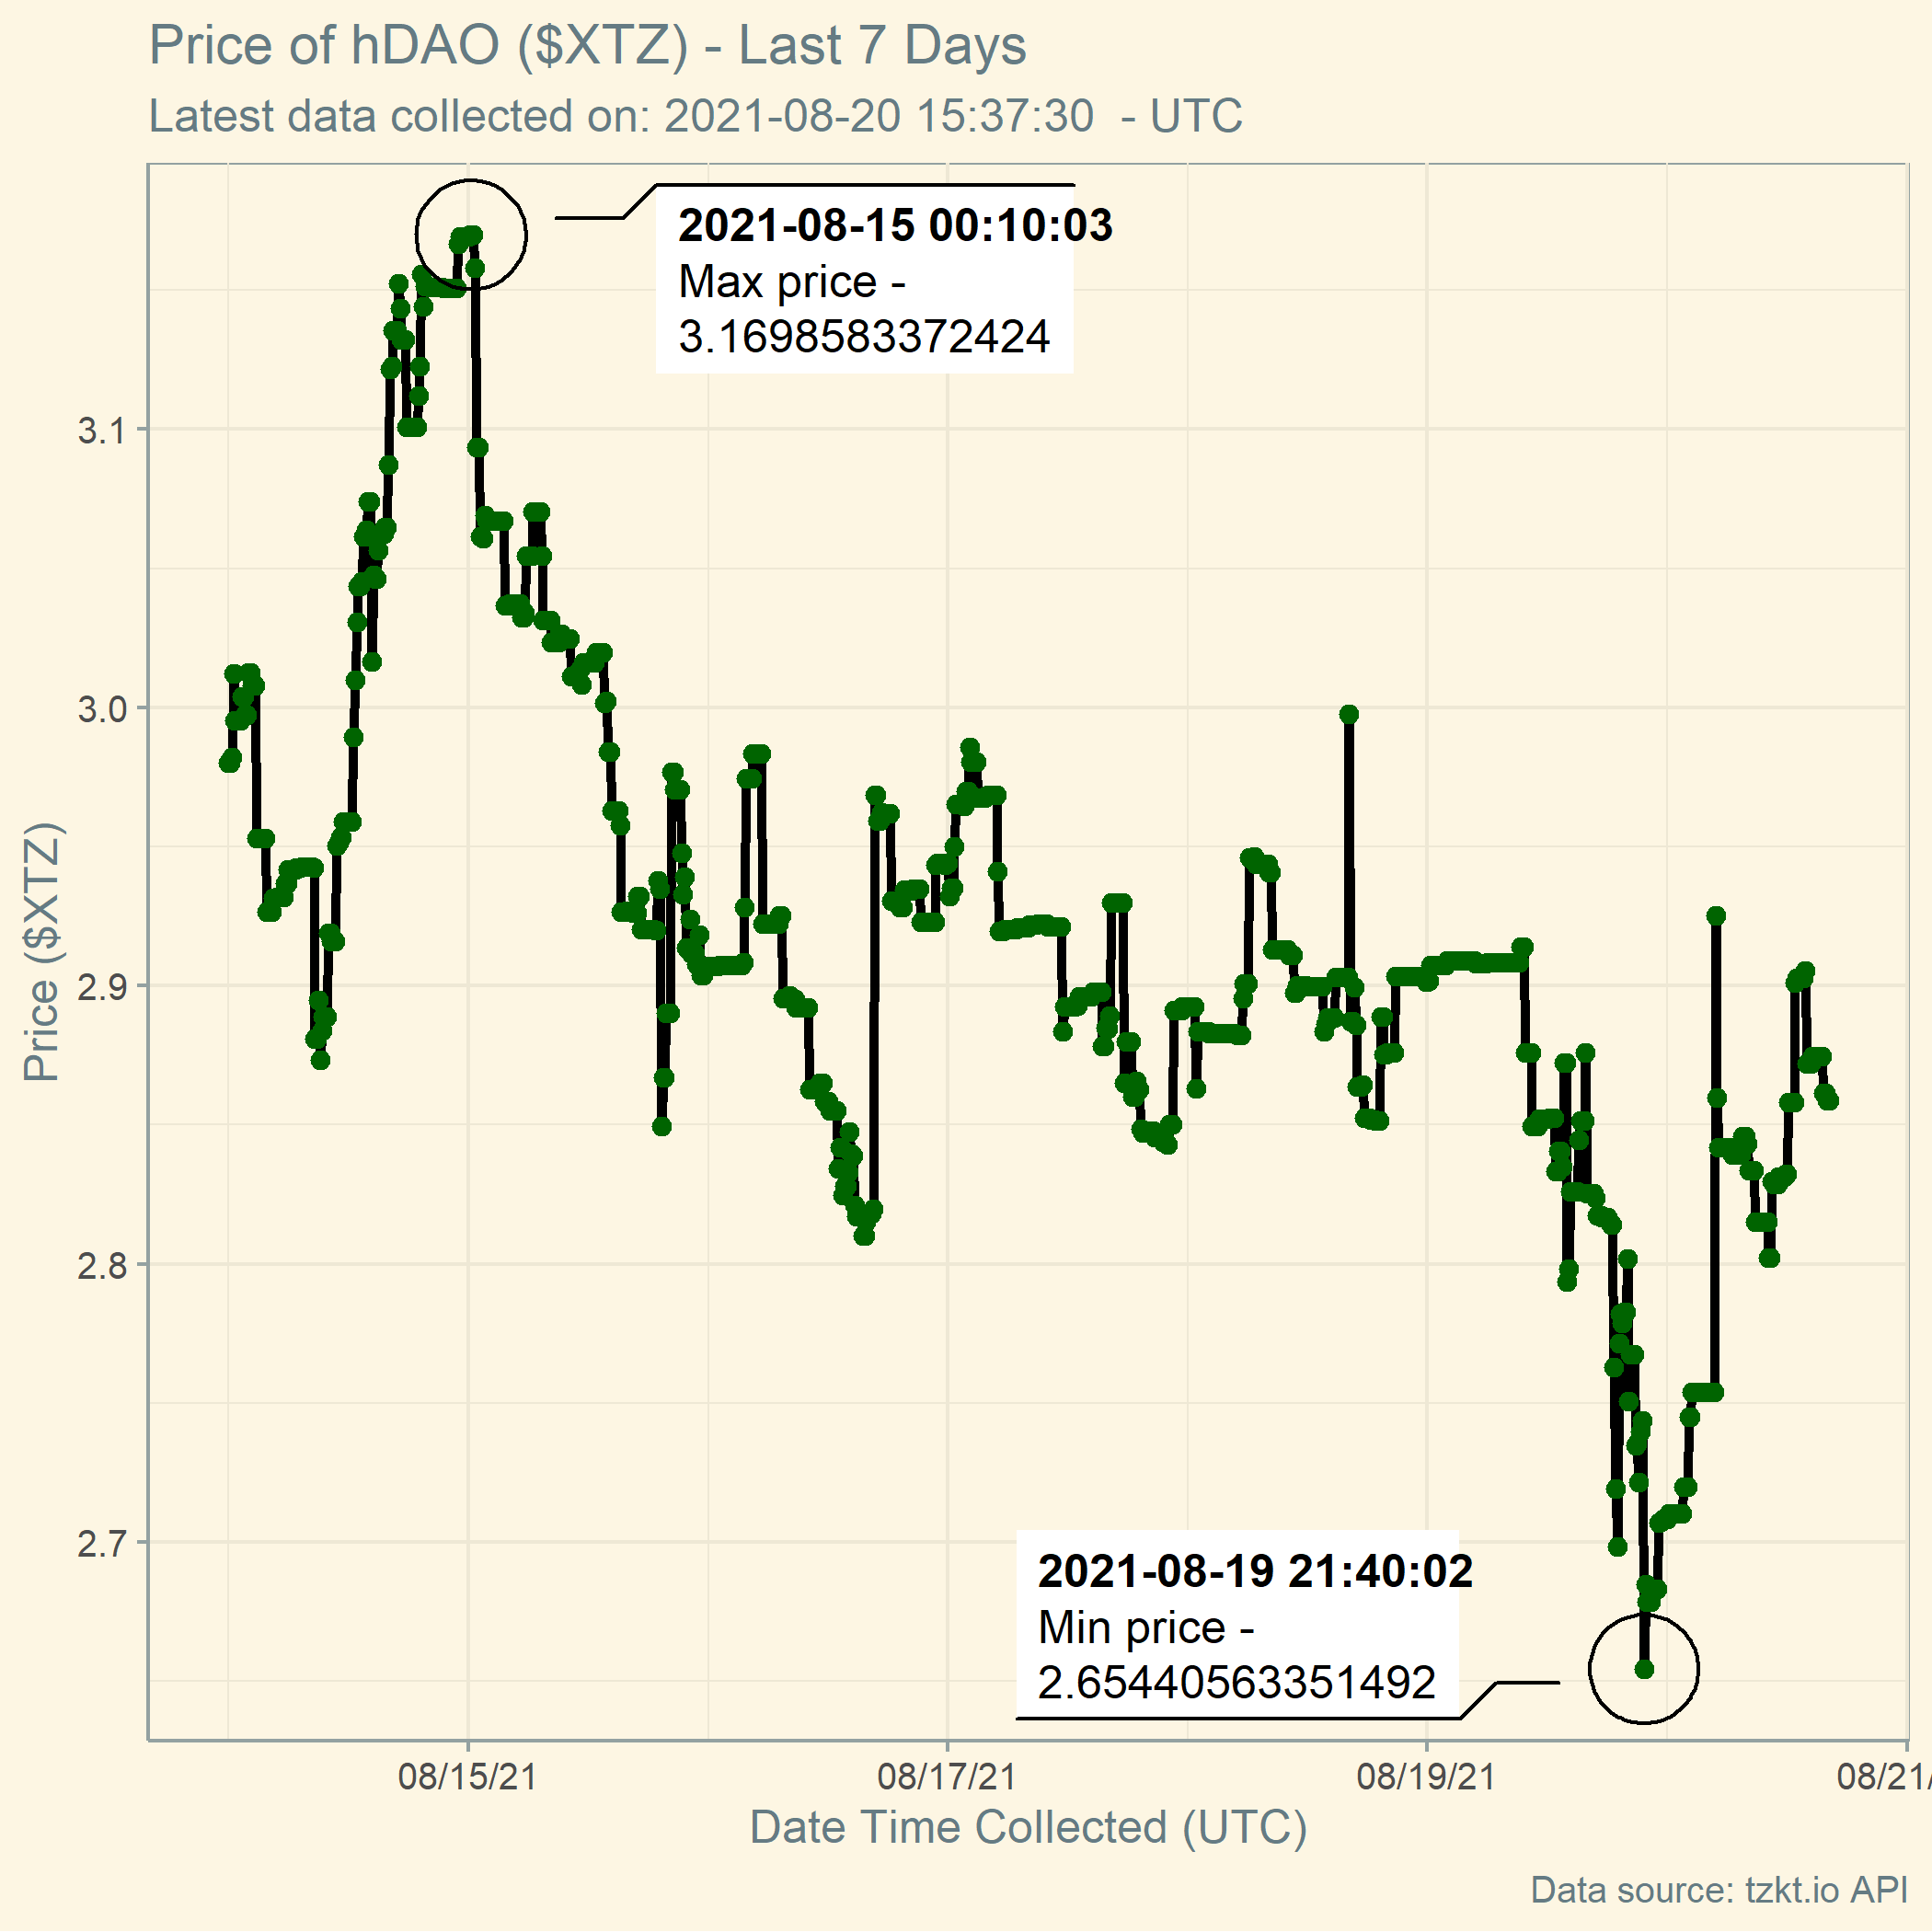 Price of hDAO ($XTZ) - Last 7 Days
Latest data collected on: 2021-08-20 15:37:30  - UTC
2021-08-15 00:10:03
Max price -
3.1698583372424
3.1
3.0
2.9
2.8
2.7
Price ($XTZ)
2021-08-19 21:40:02
Min price -
2.65440563351492
08/15/21
08/17/21
08/19/21
08/21/
Date Time Collected (UTC)
Data source: tzkt.io API